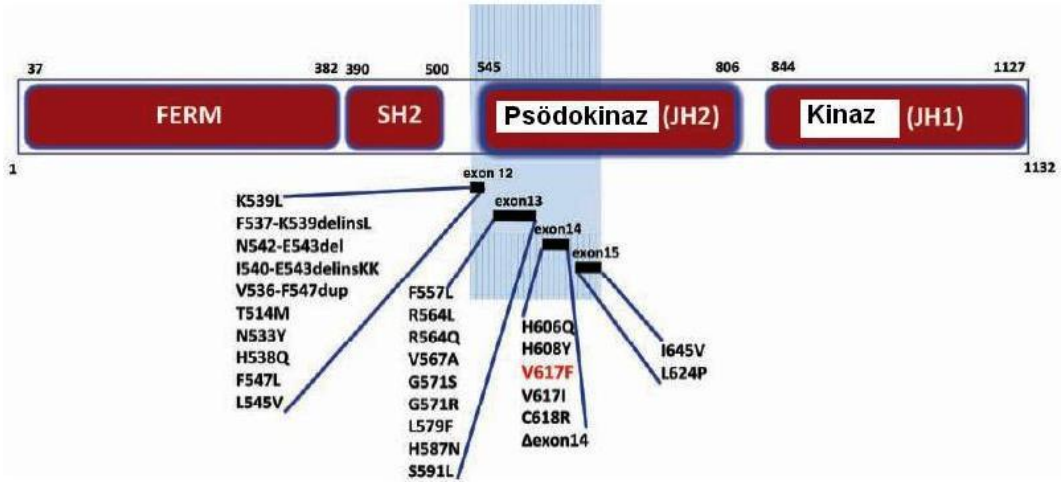 37 382 390 500 545 806 844 1127
FERM SH2 Psödokinaz (JH2) Kinaz (JH1)
1 1132
exon 12
K539L
F537-K539delinsL
N542-E543del
I540-E543delinsKK
V536-F547dup
T514M
N533Y
H538Q
F547L
L545V
exon13
F557L
R564L
R564Q
V567A
G571S
G571R
L579F
H587N
S591L
exon14
H606Q
H608Y
V617F
V617I
C618R
Δexon14
exon15
I645V
L624P